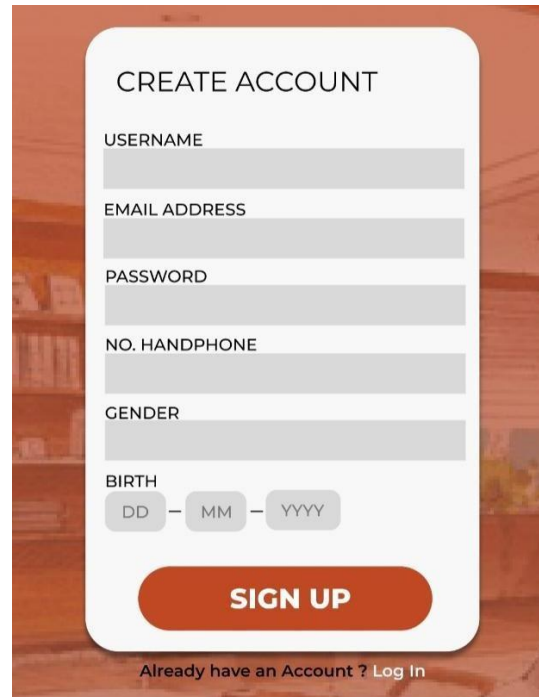 CREATE ACCOUNT
USERNAME
EMAIL ADDRESS
PASSWORD
NO. HANDPHONE
GENDER
BIRTH
DD – MM – YYYY
SIGN UP
Already have an Account ? Log In